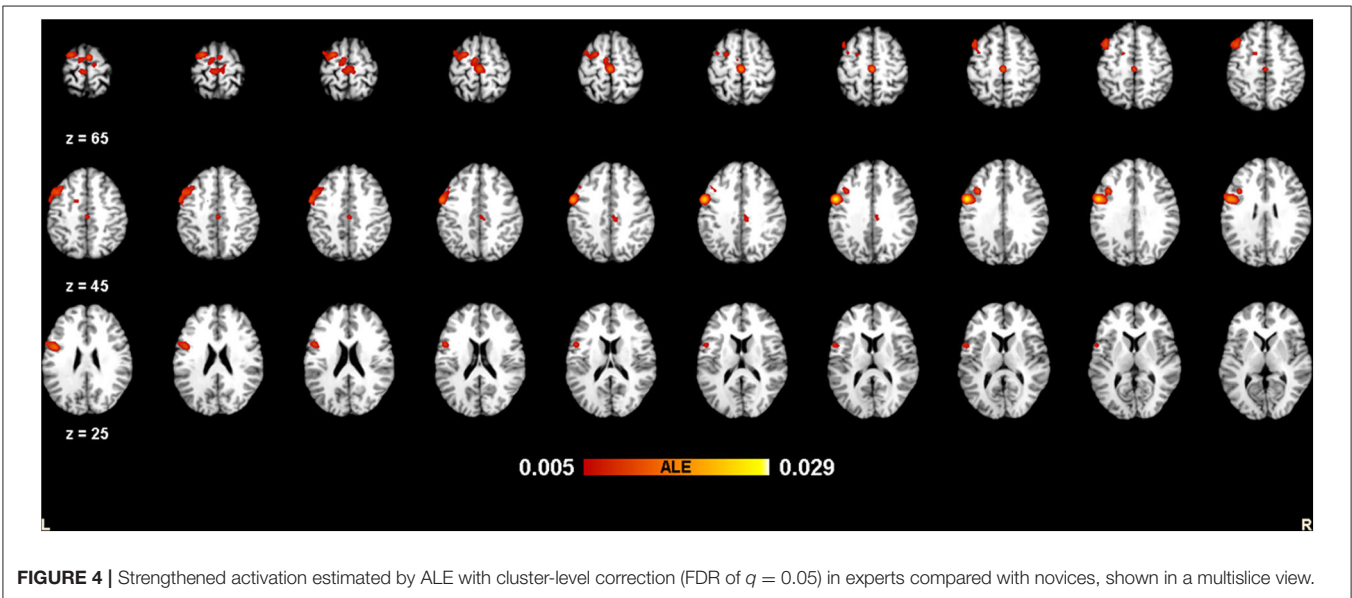 z = 65
z = 45
z = 25
0.005 ALE 0.029
L R
FIGURE 4 | Strengthened activation estimated by ALE with cluster-level correction (FDR of q = 0.05) in experts compared with novices, shown in a multislice view.